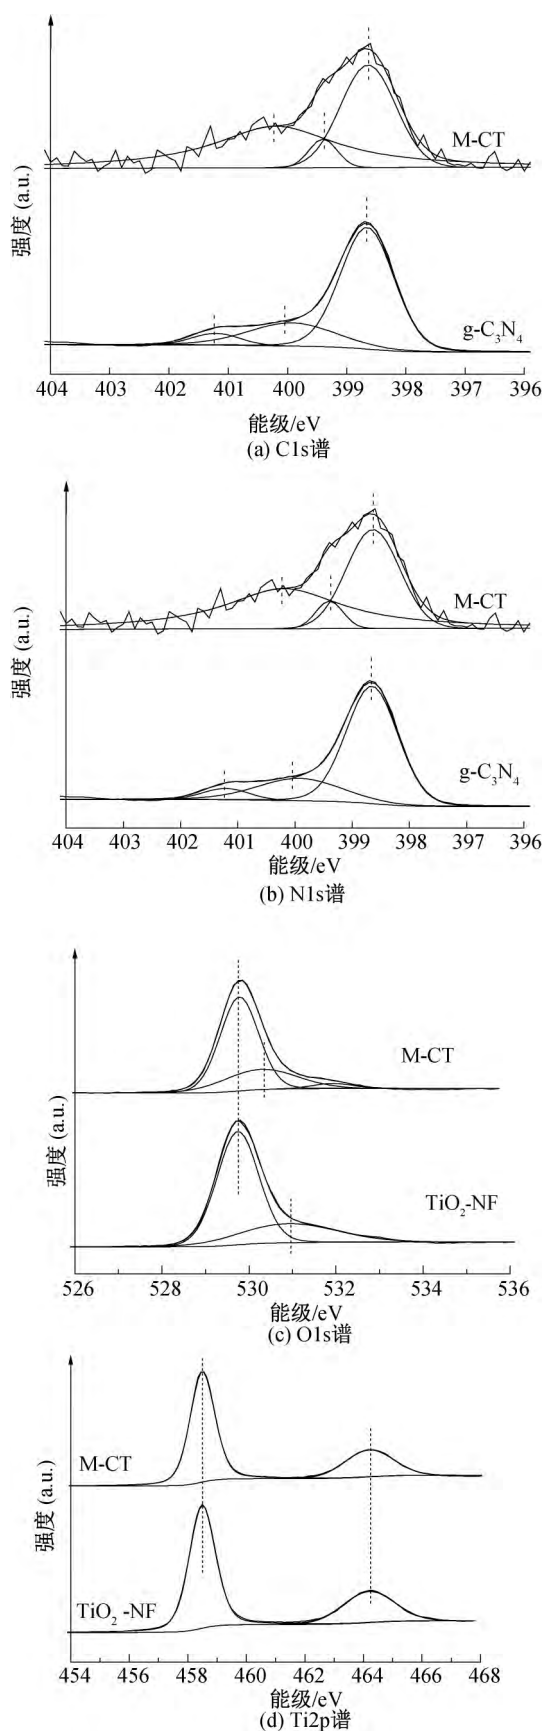 M-CT
强度 (a.u.)
g-C3N4
404 403 402 401 400 399 398 397 396
能级/eV
(a) C1s谱
M-CT
强度 (a.u.)
g-C3N4
404 403 402 401 400 399 398 397 396
能级/eV
(b) N1s谱
M-CT
强度 (a.u.)
TiO2-NF
526 528 530 532 534 536
能级/eV
(c) O1s谱
M-CT
强度 (a.u.)
TiO2 -NF
454 456 458 460 462 464 466 468
能级/eV
(d) Ti2p谱